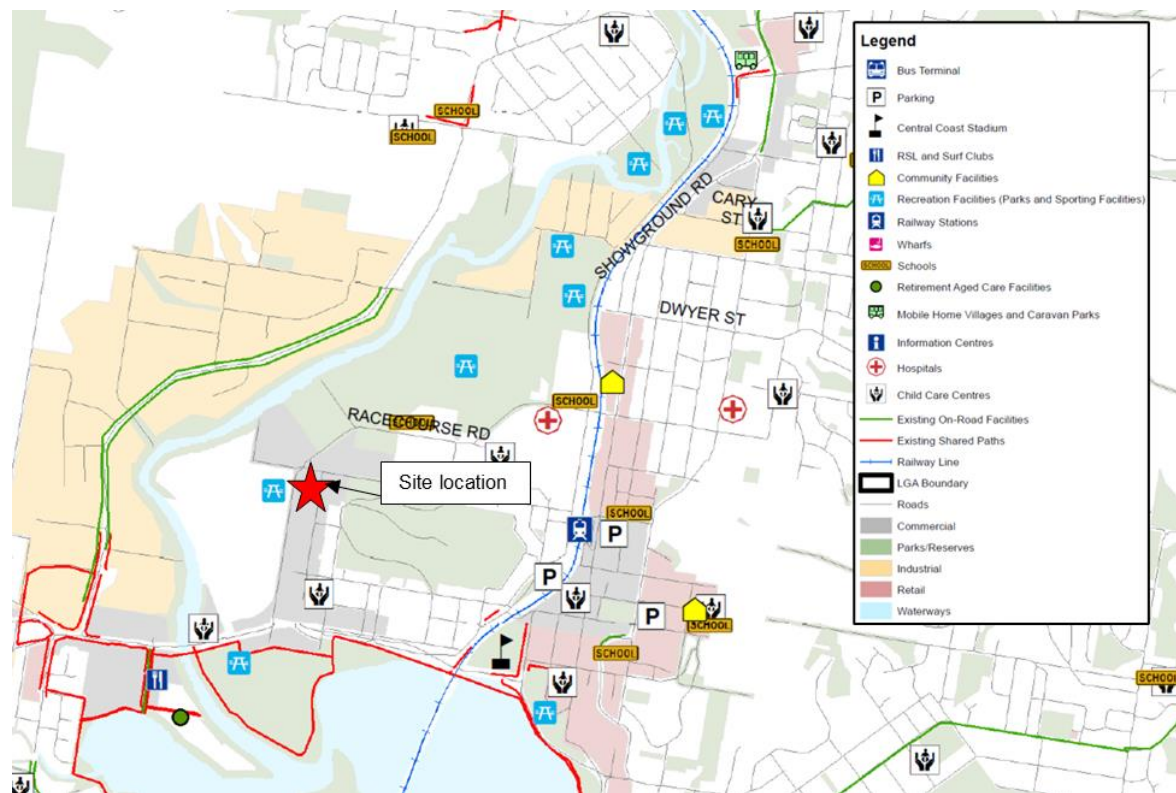 SCHOOL
SCHOOL
SHOWGROUND RD
CARY
ST
SCHOOL
DWYER ST
SCHOOL
RACECOURSE RD
SCHOOL
Site location
SCHOOL
P
P
P
SCHOOL
SCHOOL
SCHOOL
Legend
Bus Terminal
P Parking
Central Coast Stadium
RSL and Surf Clubs
Community Facilities
Recreation Facilities (Parks and Sporting Facilities)
Railway Stations
Wharfs
SCHOOL Schools
Retirement Aged Care Facilities
Mobile Home Villages and Caravan Parks
Information Centres
Hospitals
Child Care Centres
Existing On-Road Facilities
Existing Shared Paths
Railway Line
LGA Boundary
Roads
Commercial
Parks/Reserves
Industrial
Retail
Waterways